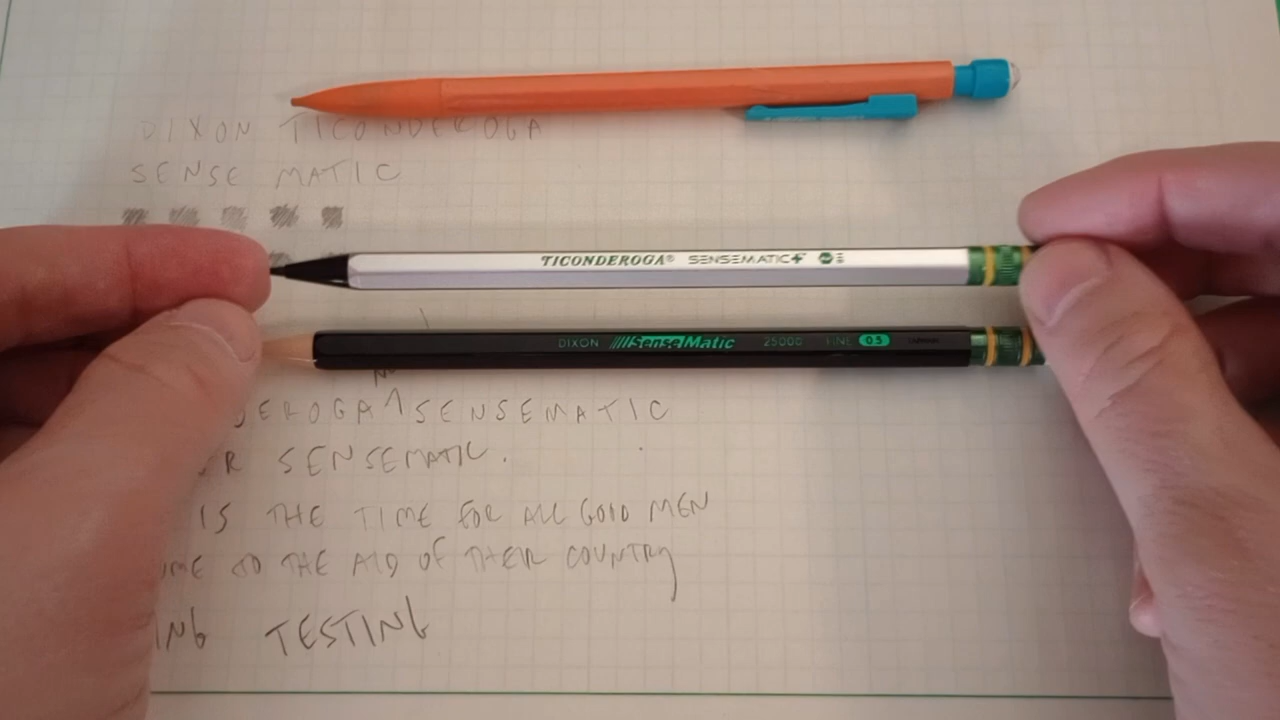 DIXON TICONDEROGA
SENSE MATIC
TICONDEROGA® SENSEMATIC+
DIXON SenseMatic 25000 FINE 0.5
SENSEMATIC
SENSEMATIC.
IS THE TIME FOR ALL GOOD MEN
TO THE AID OF THEIR COUNTRY
TESTING